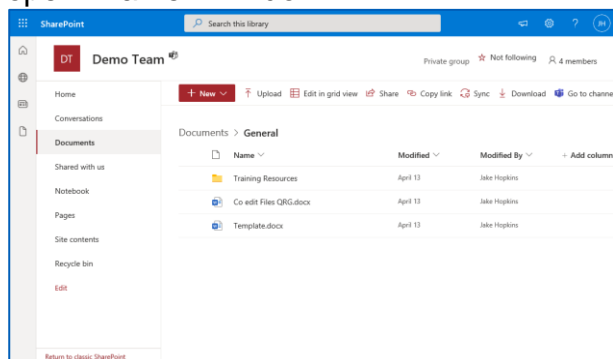 SharePoint
Search this library
?
JH
DT
Demo Team
Private group
Not following
4 members
Home
Conversations
Documents
Shared with us
Notebook
Pages
Site contents
Recycle bin
Edit
Return to classic SharePoint
+ New
Upload
Edit in grid view
Share
Copy link
Sync
Download
Go to channe
Documents > General
Name
Modified
Modified By
+ Add column
Training Resources
April 13
Jake Hopkins
Co edit Files QRG.docx
April 13
Jake Hopkins
Template.docx
April 13
Jake Hopkins